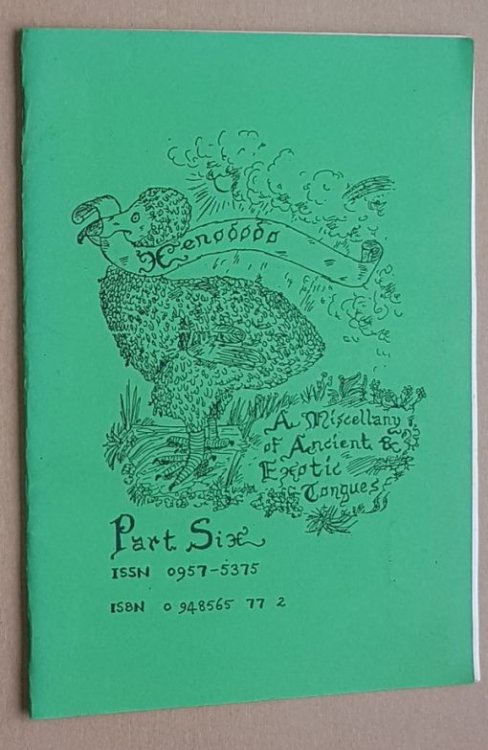 Xenododo
A Miscellany
of Ancient &
Exotic
Tongues
Part Six
ISSN 0957-5375
ISBN 0 948565 77 2